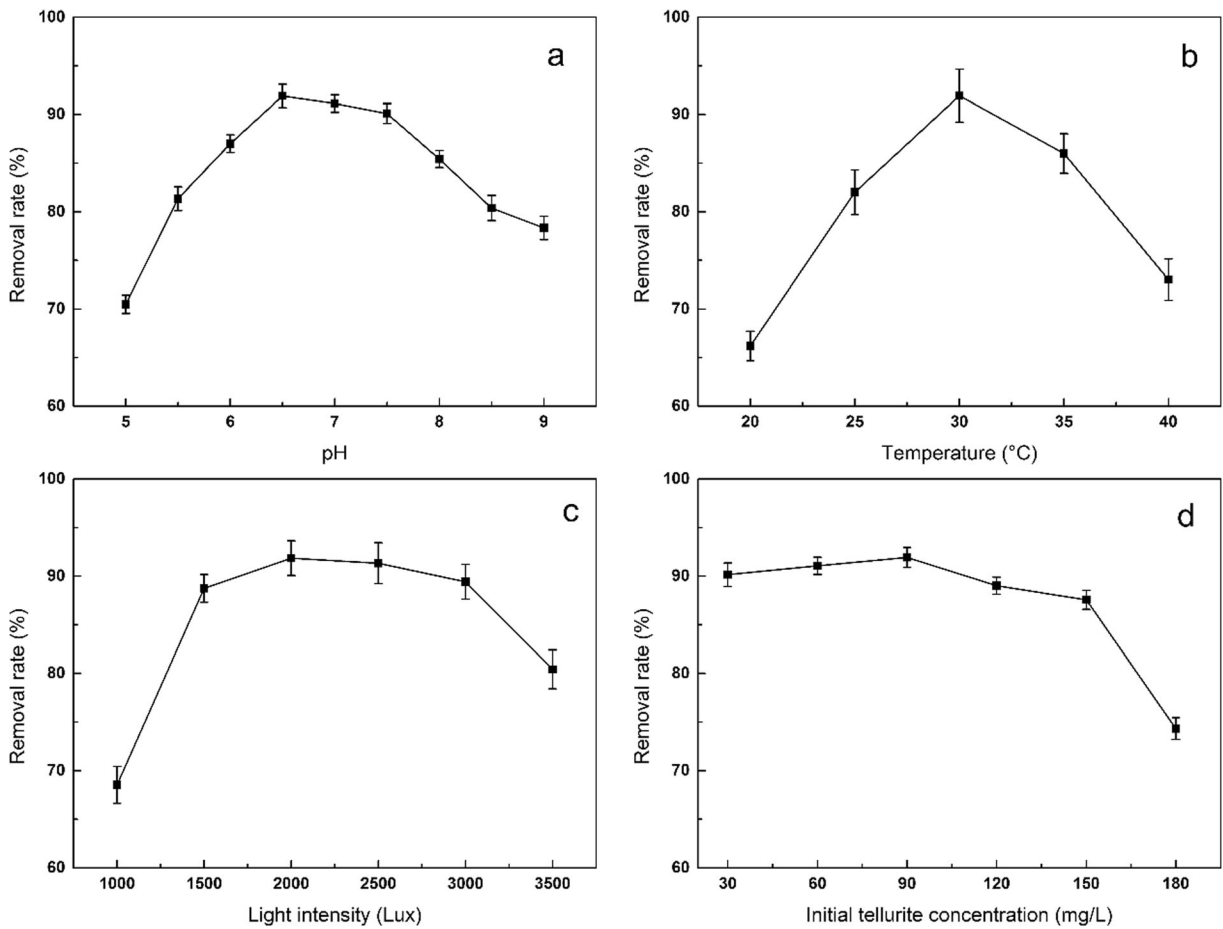 a
100
90
80
70
60
Removal rate (%)
5 6 7 8 9
pH
b
100
90
80
70
60
Removal rate (%)
20 25 30 35 40
Temperature (°C)
c
100
90
80
70
60
Removal rate (%)
1000 1500 2000 2500 3000 3500
Light intensity (Lux)
d
100
90
80
70
60
Removal rate (%)
30 60 90 120 150 180
Initial tellurite concentration (mg/L)